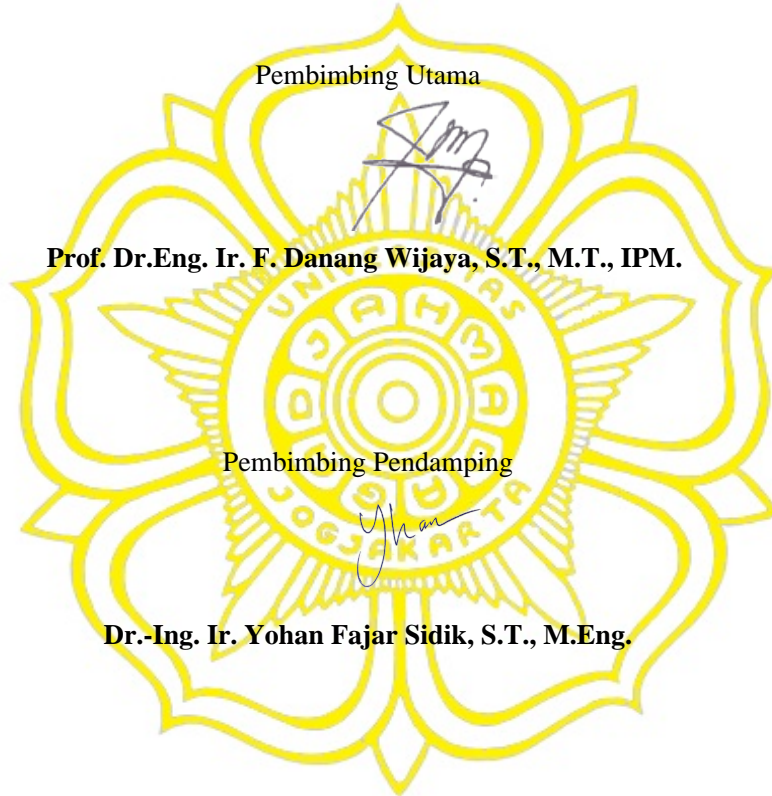 Pembimbing Utama
Prof. Dr.Eng. Ir. F. Danang Wijaya, S.T., M.T., IPM.
UNIVERSITAS
GADJAH MADA
Pembimbing Pendamping
JOGJAKARTA
Yhan
Dr.-Ing. Ir. Yohan Fajar Sidik, S.T., M.Eng.